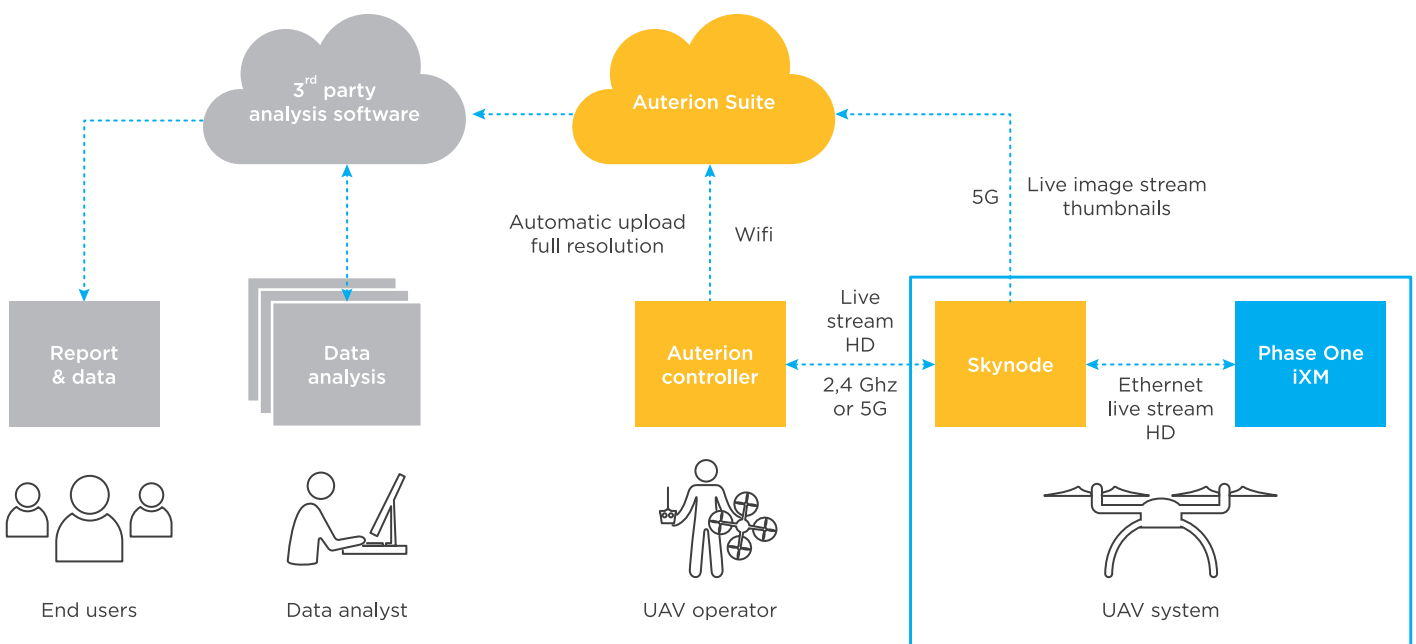 3rd party
analysis software
Auterion Suite
5G
Live image stream
thumbnails
Automatic upload
full resolution
Wifi
Report
& data
Data
analysis
Auterion
controller
Live
stream
HD
2,4 Ghz
or 5G
Skynode
Ethernet
live stream
HD
Phase One
iXM
End users
Data analyst
UAV operator
UAV system